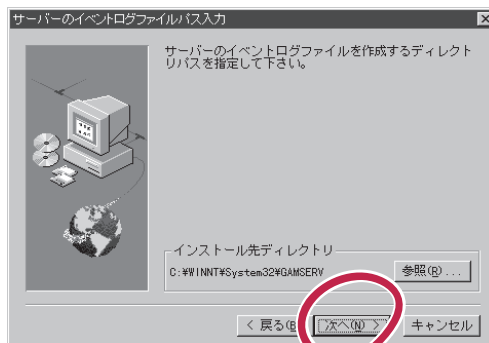 サーバーのイベントログファイルパス入力
サーバーのイベントログファイルを作成するディレクト
リパスを指定して下さい。
インストール先ディレクトリ
C:¥WINNT¥System32¥GAMSERV
参照(R)...
< 戻る(B)
次へ(N) >
キャンセル